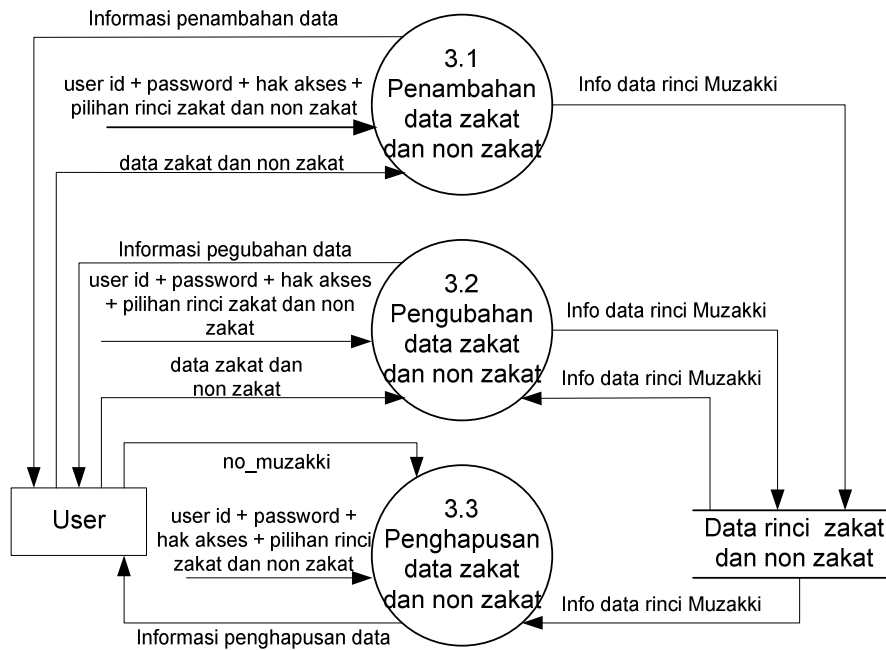 Informasi penambahan data
user id + password + hak akses +
pilihan rinci zakat dan non zakat
data zakat dan non zakat
3.1
Penambahan
data zakat
dan non zakat
Info data rinci Muzakki
Informasi pegubahan data
user id + password + hak akses
+ pilihan rinci zakat dan non
zakat
data zakat dan
non zakat
3.2
Pengubahan
data zakat
dan non zakat
Info data rinci Muzakki
Info data rinci Muzakki
no_muzakki
User
user id + password +
hak akses + pilihan rinci
zakat dan non zakat
3.3
Penghapusan
data zakat
dan non zakat
Data rinci zakat
dan non zakat
Info data rinci Muzakki
Informasi penghapusan data